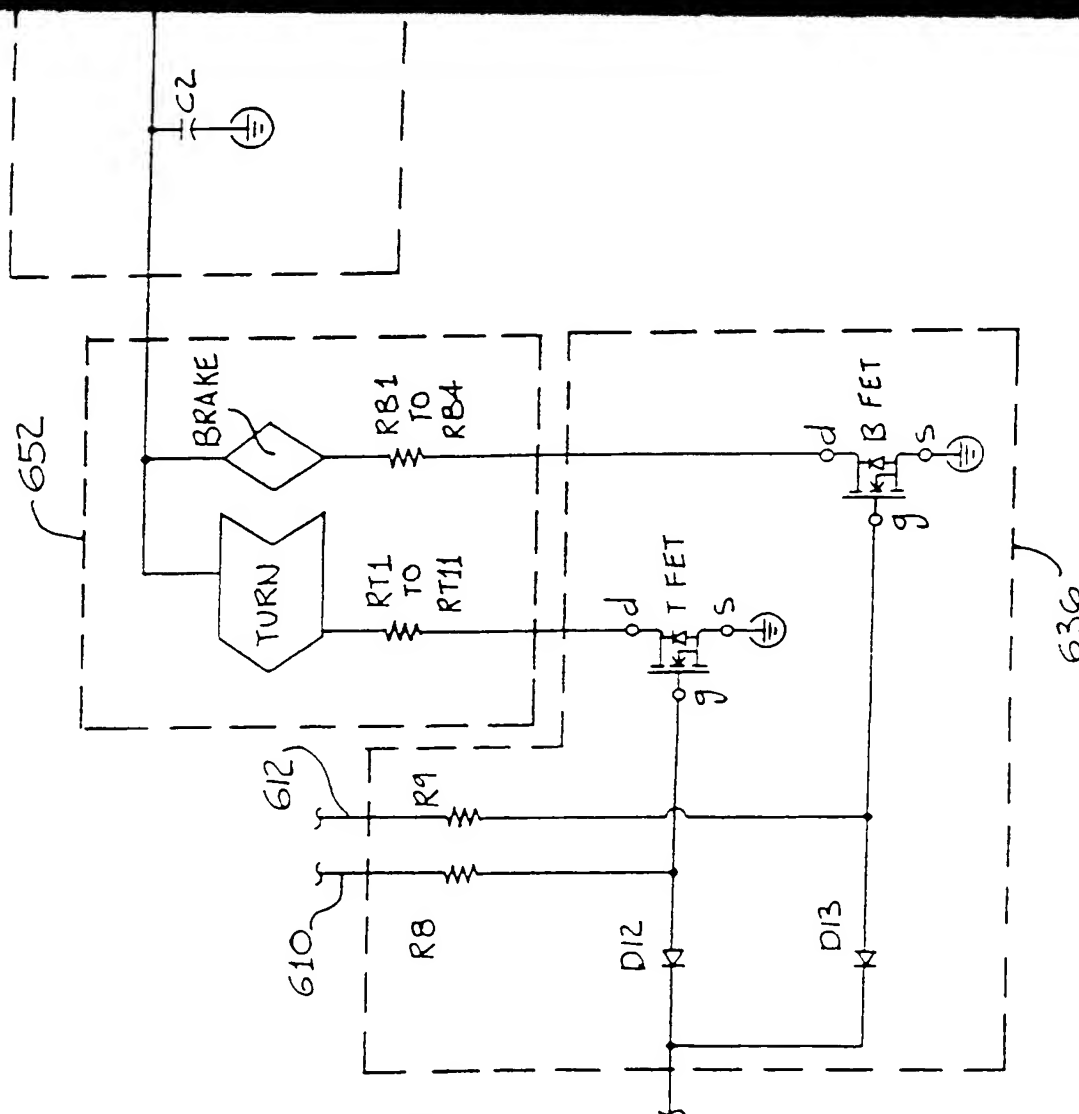 C2
652
BRAKE
RB1
TO
RB4
TURN
RT1
TO
RT11
d
B FET
s
g
d
T FET
s
g
636
612
R9
610
R8
D12
D13